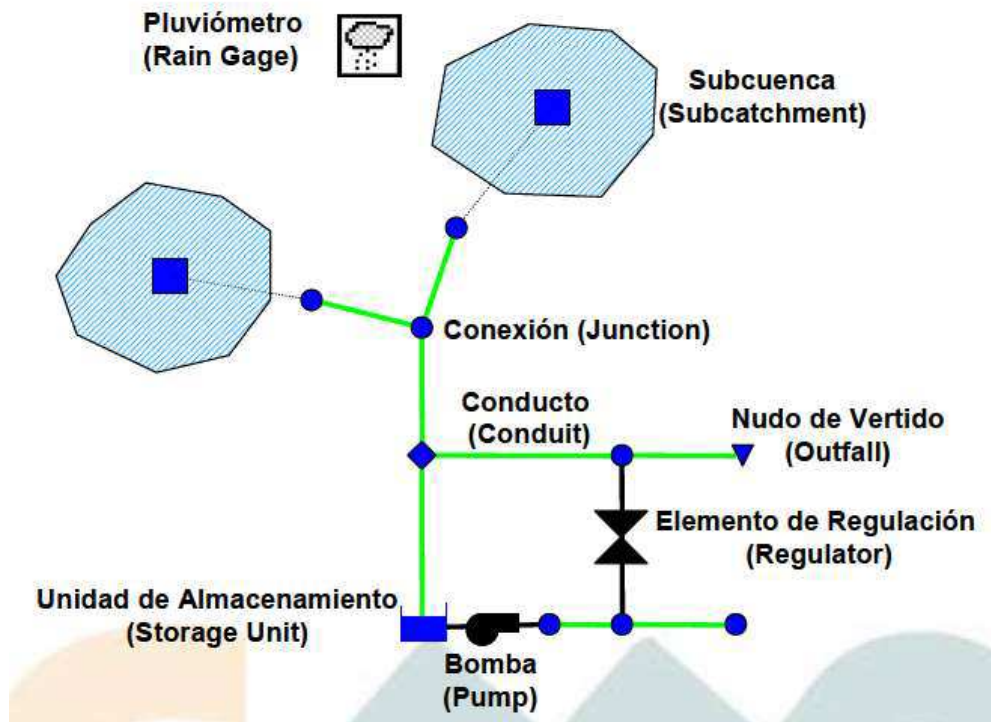 Pluviómetro
(Rain Gage)
Subcuenca
(Subcatchment)
Conexión (Junction)
Conducto
(Conduit)
Nudo de Vertido
(Outfall)
Elemento de Regulación
(Regulator)
Unidad de Almacenamiento
(Storage Unit)
Bomba
(Pump)